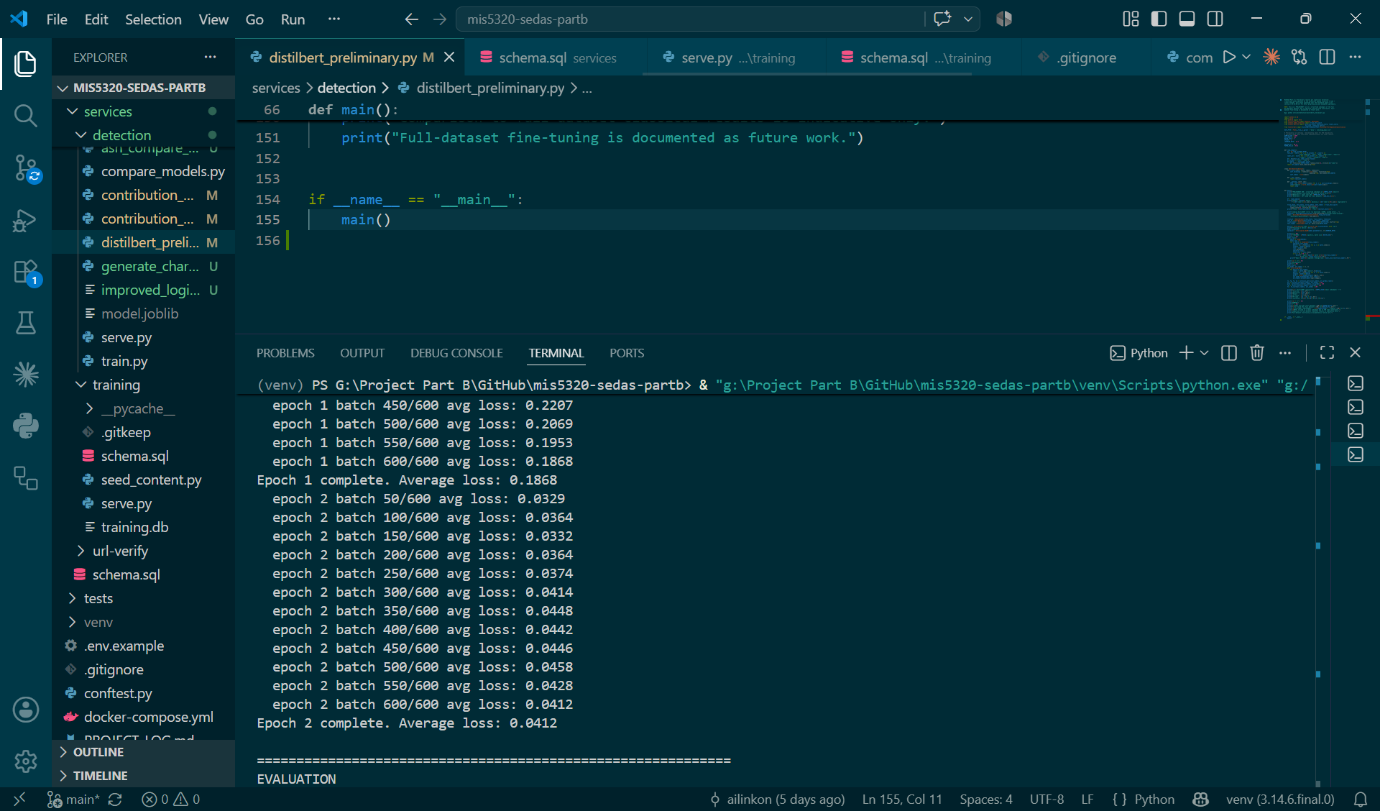 File Edit Selection View Go Run ··· mis5320-sedas-partb
EXPLORER ···
distilbert_preliminary.py M schema.sql services serve.py ...\training schema.sql ...\training .gitignore com
MIS5320-SEDAS-PARTB
services > detection > distilbert_preliminary.py > ...
services
detection
compare_models.py
contribution_... M
contribution_... M
distilbert_preli... M
generate_char... U
improved_logi... U
model.joblib
serve.py
train.py
training
__pycache__
.gitkeep
schema.sql
seed_content.py
serve.py
training.db
url-verify
schema.sql
tests
venv
.env.example
.gitignore
conftest.py
docker-compose.yml
OUTLINE
TIMELINE
66 def main():
151 print("Full-dataset fine-tuning is documented as future work.")
152
153
154 if __name__ == "__main__":
155 main()
156
PROBLEMS OUTPUT DEBUG CONSOLE TERMINAL PORTS Python
(venv) PS G:\Project Part B\GitHub\mis5320-sedas-partb> & "g:\Project Part B\GitHub\mis5320-sedas-partb\venv\Scripts\python.exe" "g:/
epoch 1 batch 450/600 avg loss: 0.2207
epoch 1 batch 500/600 avg loss: 0.2069
epoch 1 batch 550/600 avg loss: 0.1953
epoch 1 batch 600/600 avg loss: 0.1868
Epoch 1 complete. Average loss: 0.1868
epoch 2 batch 50/600 avg loss: 0.0329
epoch 2 batch 100/600 avg loss: 0.0364
epoch 2 batch 150/600 avg loss: 0.0332
epoch 2 batch 200/600 avg loss: 0.0364
epoch 2 batch 250/600 avg loss: 0.0374
epoch 2 batch 300/600 avg loss: 0.0414
epoch 2 batch 350/600 avg loss: 0.0448
epoch 2 batch 400/600 avg loss: 0.0442
epoch 2 batch 450/600 avg loss: 0.0446
epoch 2 batch 500/600 avg loss: 0.0458
epoch 2 batch 550/600 avg loss: 0.0428
epoch 2 batch 600/600 avg loss: 0.0412
Epoch 2 complete. Average loss: 0.0412
============================================================
EVALUATION
main* 0 0 ailinkon (5 days ago) Ln 155, Col 11 Spaces: 4 UTF-8 LF { } Python venv (3.14.6.final.0)